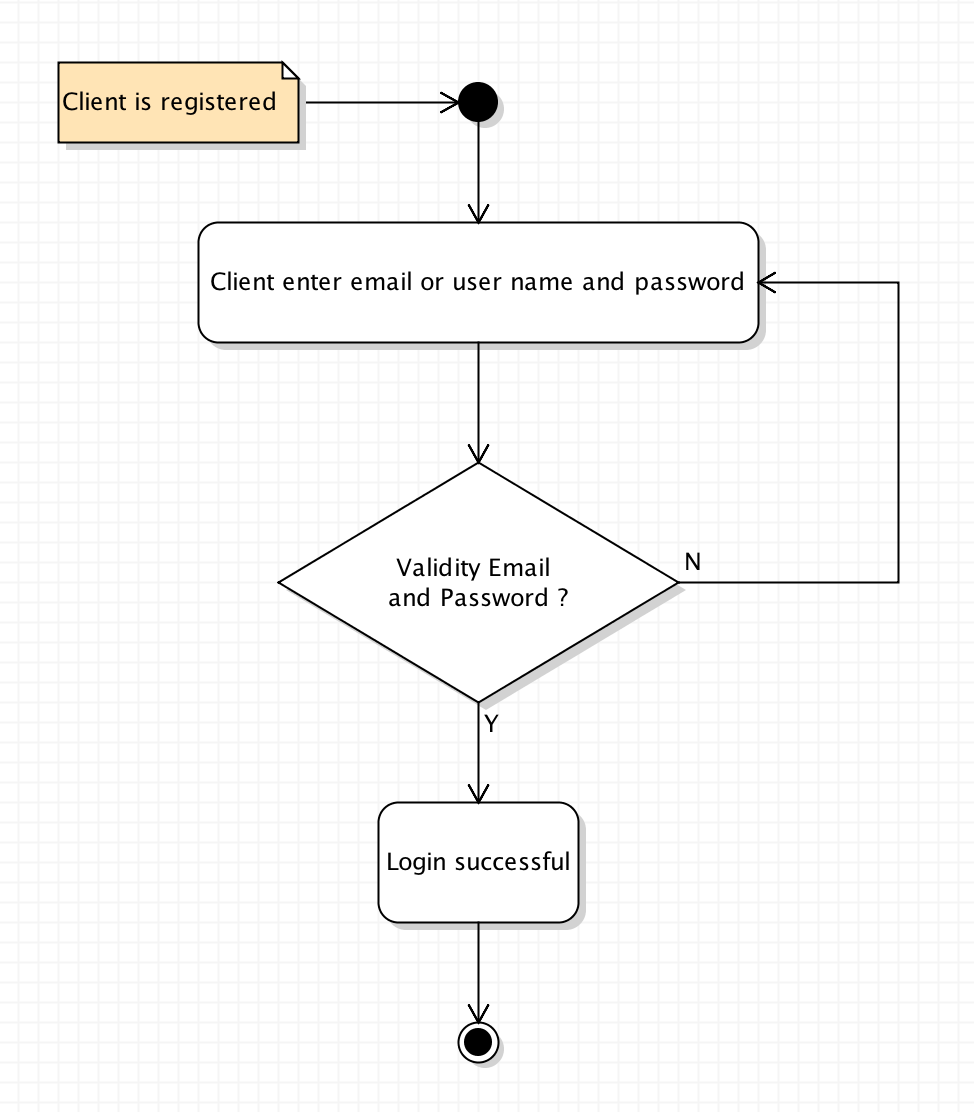 Client is registered
Client enter email or user name and password
Validity Email
and Password ?
N
Y
Login successful